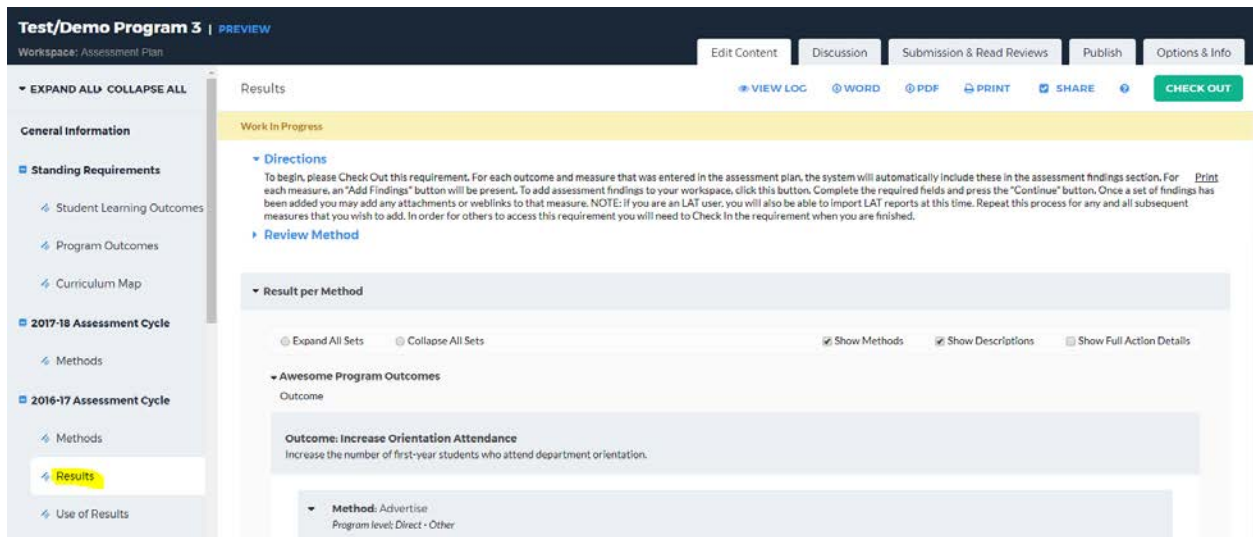 Test/Demo Program 3 | PREVIEW
Workspace: Assessment Plan
Edit Content
Discussion
Submission & Read Reviews
Publish
Options & Info
EXPAND ALL COLLAPSE ALL
General Information
Standing Requirements
Student Learning Outcomes
Program Outcomes
Curriculum Map
2017-18 Assessment Cycle
Methods
2016-17 Assessment Cycle
Methods
Results
Use of Results
Results
VIEW LOG
WORD
PDF
PRINT
SHARE
CHECK OUT
Work In Progress
Directions
To begin, please Check Out this requirement. For each outcome and measure that was entered in the assessment plan, the system will automatically include these in the assessment findings section. For
Print
each measure, an "Add Findings" button will be present. To add assessment findings to your workspace, click this button. Complete the required fields and press the "Continue" button. Once a set of findings has
been added you may add any attachments or weblinks to that measure. NOTE: if you are an LAT user, you will also be able to import LAT reports at this time. Repeat this process for any and all subsequent
measures that you wish to add. In order for others to access this requirement you will need to Check In the requirement when you are finished.
Review Method
Result per Method
Expand All Sets
Collapse All Sets
Show Methods
Show Descriptions
Show Full Action Details
Awesome Program Outcomes
Outcome
Outcome: Increase Orientation Attendance
Increase the number of first-year students who attend department orientation.
Method: Advertise
Program level; Direct - Other